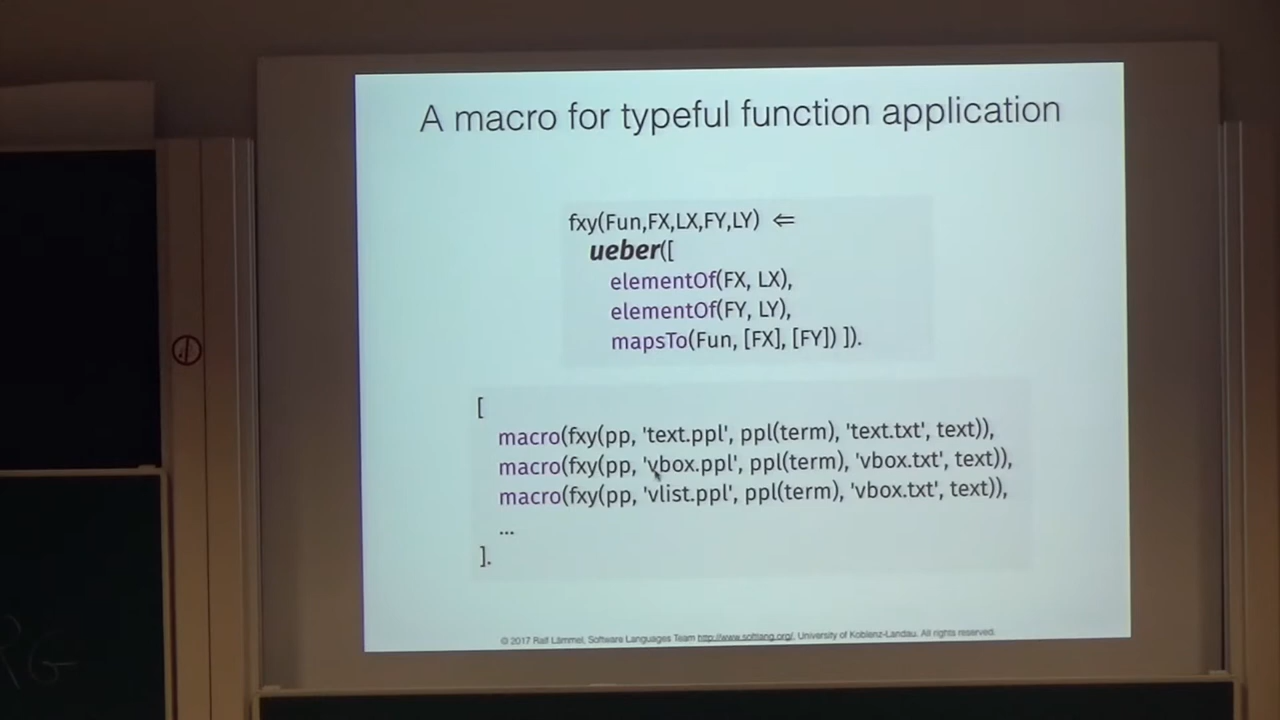 A macro for typeful function application
fxy(Fun,FX,LX,FY,LY) ⇐
ueber([
elementOf(FX, LX),
elementOf(FY, LY),
mapsTo(Fun, [FX], [FY]) ]).
[
macro(fxy(pp, 'text.ppl', ppl(term), 'text.txt', text)),
macro(fxy(pp, 'vbox.ppl', ppl(term), 'vbox.txt', text)),
macro(fxy(pp, 'vlist.ppl', ppl(term), 'vbox.txt', text)),
...
].
© 2017 Ralf Lämmel, Software Languages Team http://www.softlang.org/, University of Koblenz-Landau. All rights reserved.